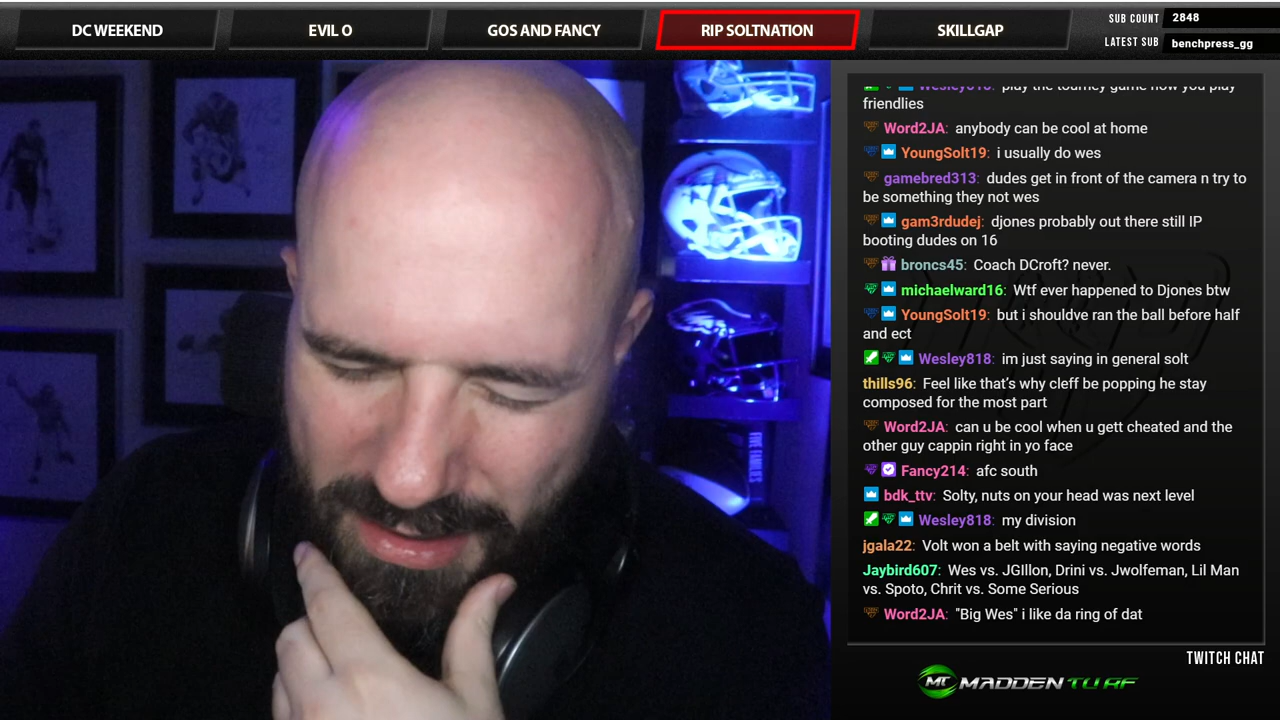 DC WEEKEND
EVIL O
GOS AND FANCY
RIP SOLTNATION
SKILLGAP
SUB COUNT 2848
LATEST SUB benchpress_gg
Wesley818: play the tourney game how you play
friendlies
Word2JA: anybody can be cool at home
YoungSolt19: i usually do wes
gamebred313: dudes get in front of the camera n try to
be something they not wes
gam3rdudej: djones probably out there still IP
booting dudes on 16
broncs45: Coach DCroft? never.
michaelward16: Wtf ever happened to Djones btw
YoungSolt19: but i shouldve ran the ball before half
and ect
Wesley818: im just saying in general solt
thills96: Feel like that's why cleff be popping he stay
composed for the most part
Word2JA: can u be cool when u gett cheated and the
other guy cappin right in yo face
Fancy214: afc south
bdk_ttv: Solty, nuts on your head was next level
Wesley818: my division
jgala22: Volt won a belt with saying negative words
Jaybird607: Wes vs. JGIllon, Drini vs. Jwolfeman, Lil Man
vs. Spoto, Chrit vs. Some Serious
Word2JA: "Big Wes" i like da ring of dat
TWITCH CHAT
MT MADDEN TURF
FIVE FAMILIES